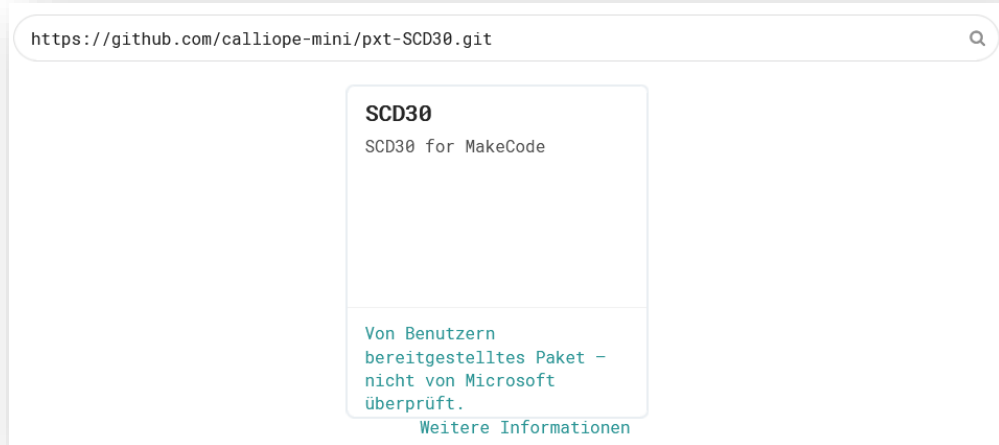 https://github.com/calliope-mini/pxt-SCD30.git
SCD30
SCD30 for MakeCode
Von Benutzern
bereitgestelltes Paket –
nicht von Microsoft
überprüft.
Weitere Informationen